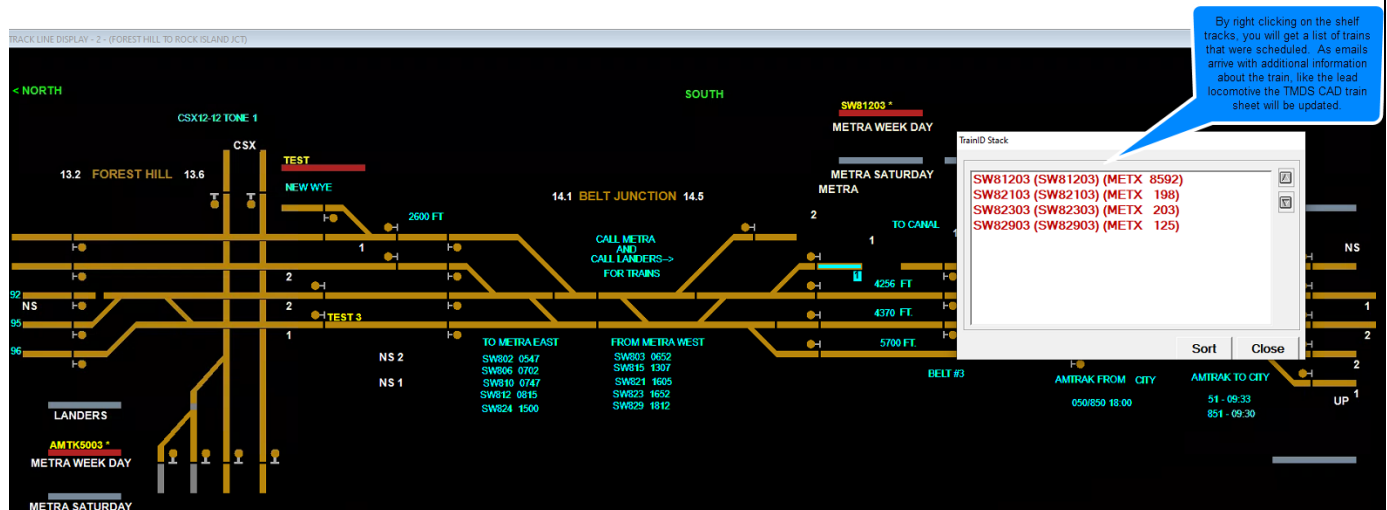 By right clicking on the shelf
tracks, you will get a list of trains
that were scheduled. As emails
arrive with additional information
about the train, like the lead
locomotive the TMDS CAD train
sheet will be updated.
TRACK LINE DISPLAY - 2 - (FOREST HILL TO ROCK ISLAND JCT)
< NORTH
SOUTH
CSX12-12 TONE 1
SW81203 *
METRA WEEK DAY
CSX
TEST
13.2 FOREST HILL 13.6
NEW WYE
METRA SATURDAY
METRA
14.1 BELT JUNCTION 14.5
2600 FT
2
TO CANAL
1
1
CALL METRA
AND
CALL LANDERS-->
FOR TRAINS
1
2
1
4256 FT
92
NS
2
TEST 3
4370 FT.
95
1
5700 FT.
96
TrainID Stack
SW81203 (SW81203) (METX 8592)
SW82103 (SW82103) (METX 198)
SW82303 (SW82303) (METX 203)
SW82903 (SW82903) (METX 125)
Sort
Close
NS
1
2
2
1
UP
NS 2
NS 1
TO METRA EAST
SW802 0547
SW806 0702
SW810 0747
SW812 0815
SW824 1500
FROM METRA WEST
SW803 0652
SW815 1307
SW821 1605
SW823 1652
SW829 1812
BELT #3
AMTRAK FROM CITY
050/850 18:00
AMTRAK TO CITY
51 - 09:33
851 - 09:30
LANDERS
AMTK5003 *
METRA WEEK DAY
METRA SATURDAY